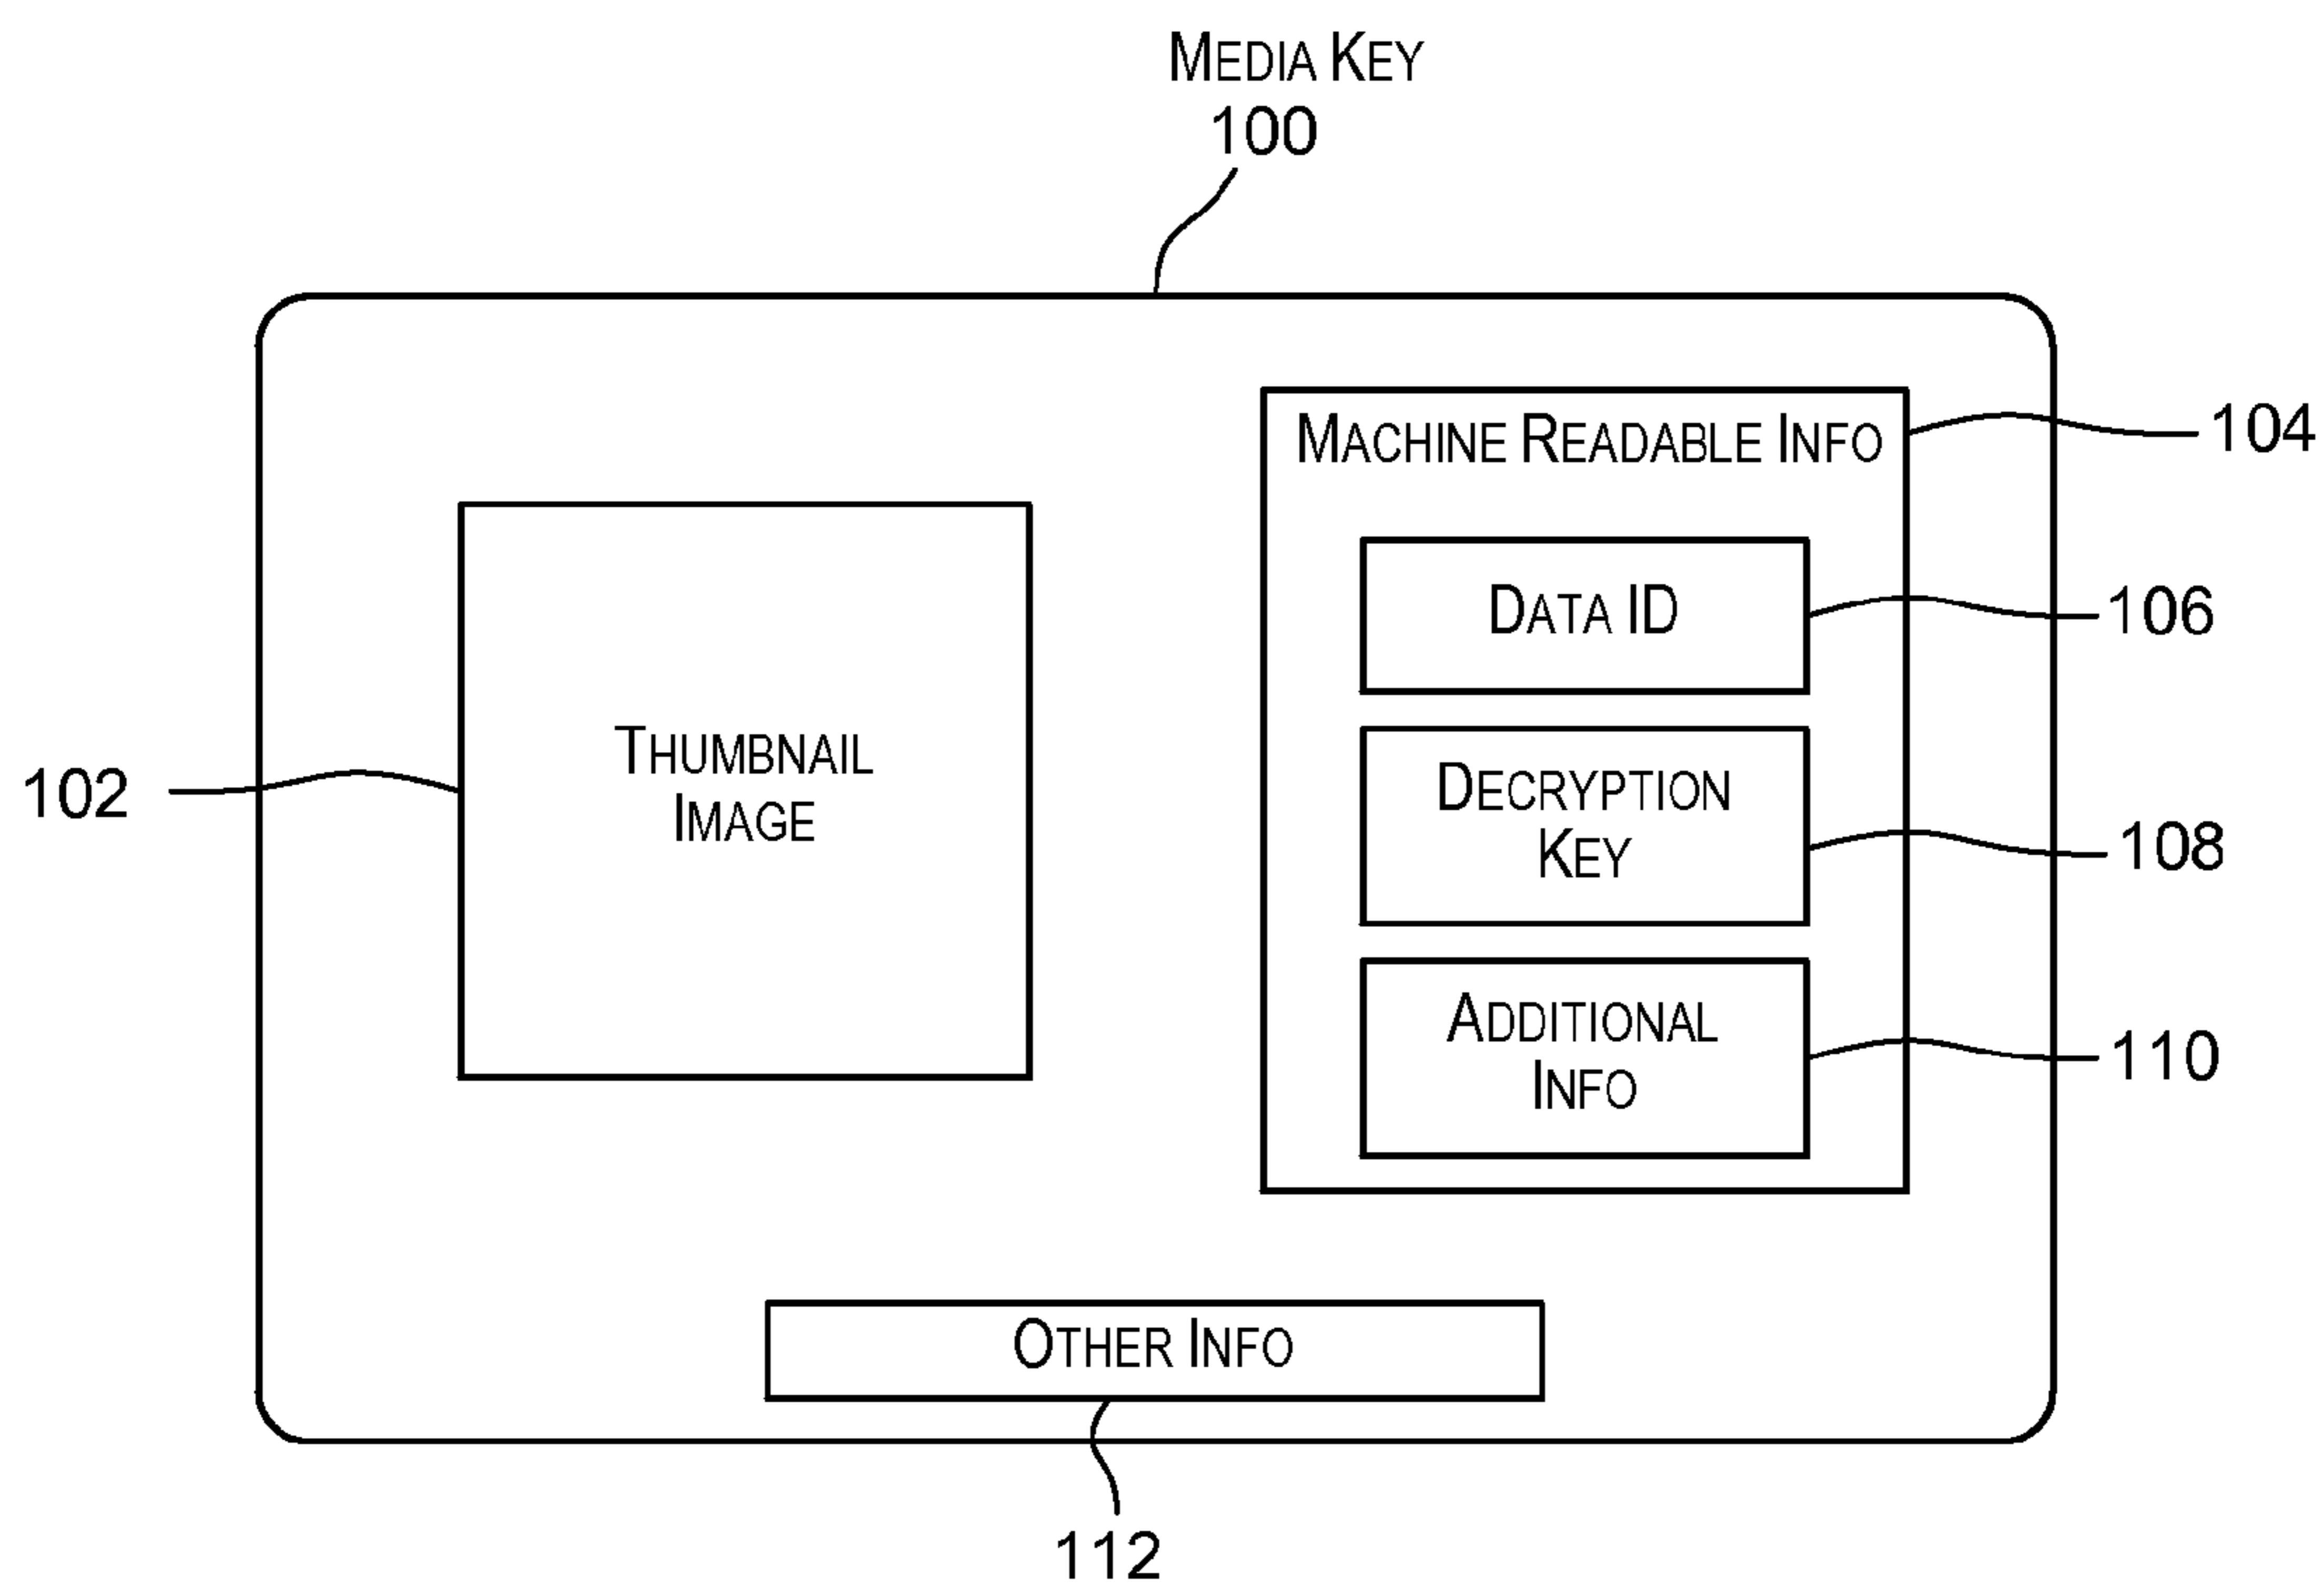 MEDIA KEY
100
MACHINE READABLE INFO
104
DATA ID
106
THUMBNAIL
IMAGE
102
DECRYPTION
KEY
108
ADDITIONAL
INFO
110
OTHER INFO
112